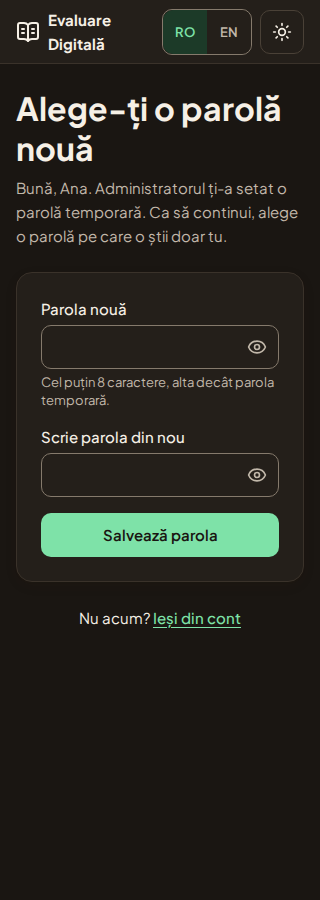 Evaluare
Digitală
RO
EN
Alege-ți o parolă
nouă
Bună, Ana. Administratorul ți-a setat o
parolă temporară. Ca să continui, alege
o parolă pe care o știi doar tu.
Parola nouă
Cel puțin 8 caractere, alta decât parola
temporară.
Scrie parola din nou
Salvează parola
Nu acum? Ieși din cont